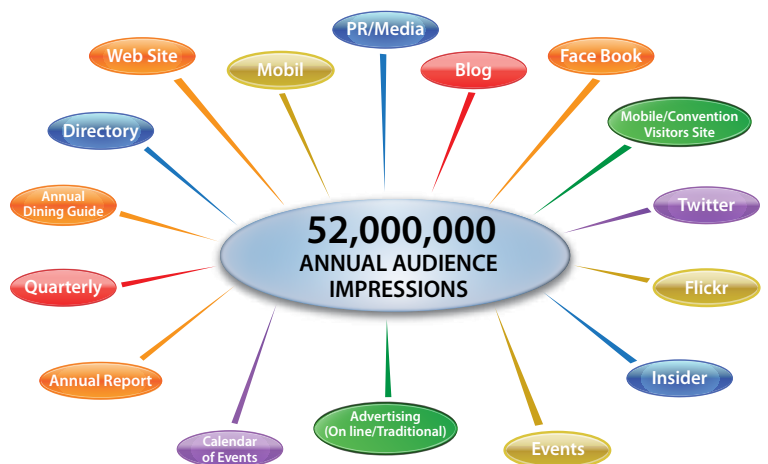 PR/Media
Web Site
Mobil
Blog
Face Book
Directory
Mobile/Convention
Visitors Site
Annual
Dining Guide
Twitter
52,000,000
ANNUAL AUDIENCE
IMPRESSIONS
Quarterly
Flickr
Annual Report
Insider
Advertising
(On line/Traditional)
Calendar
of Events
Events